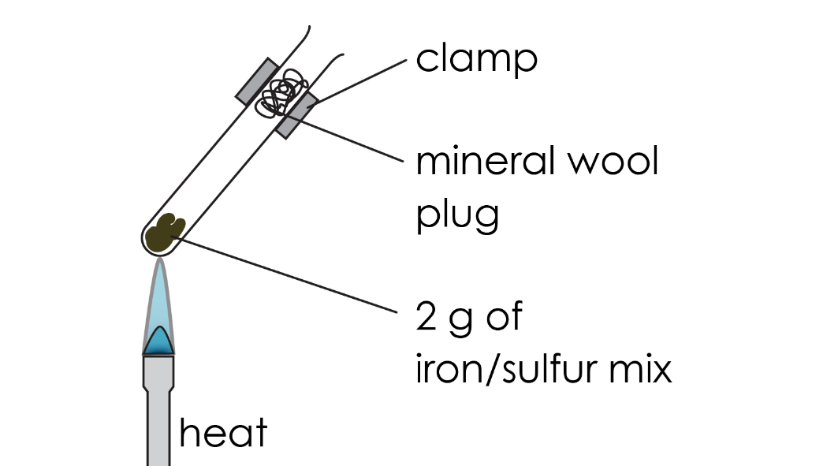 clamp
mineral wool
plug
2 g of
iron/sulfur mix
heat